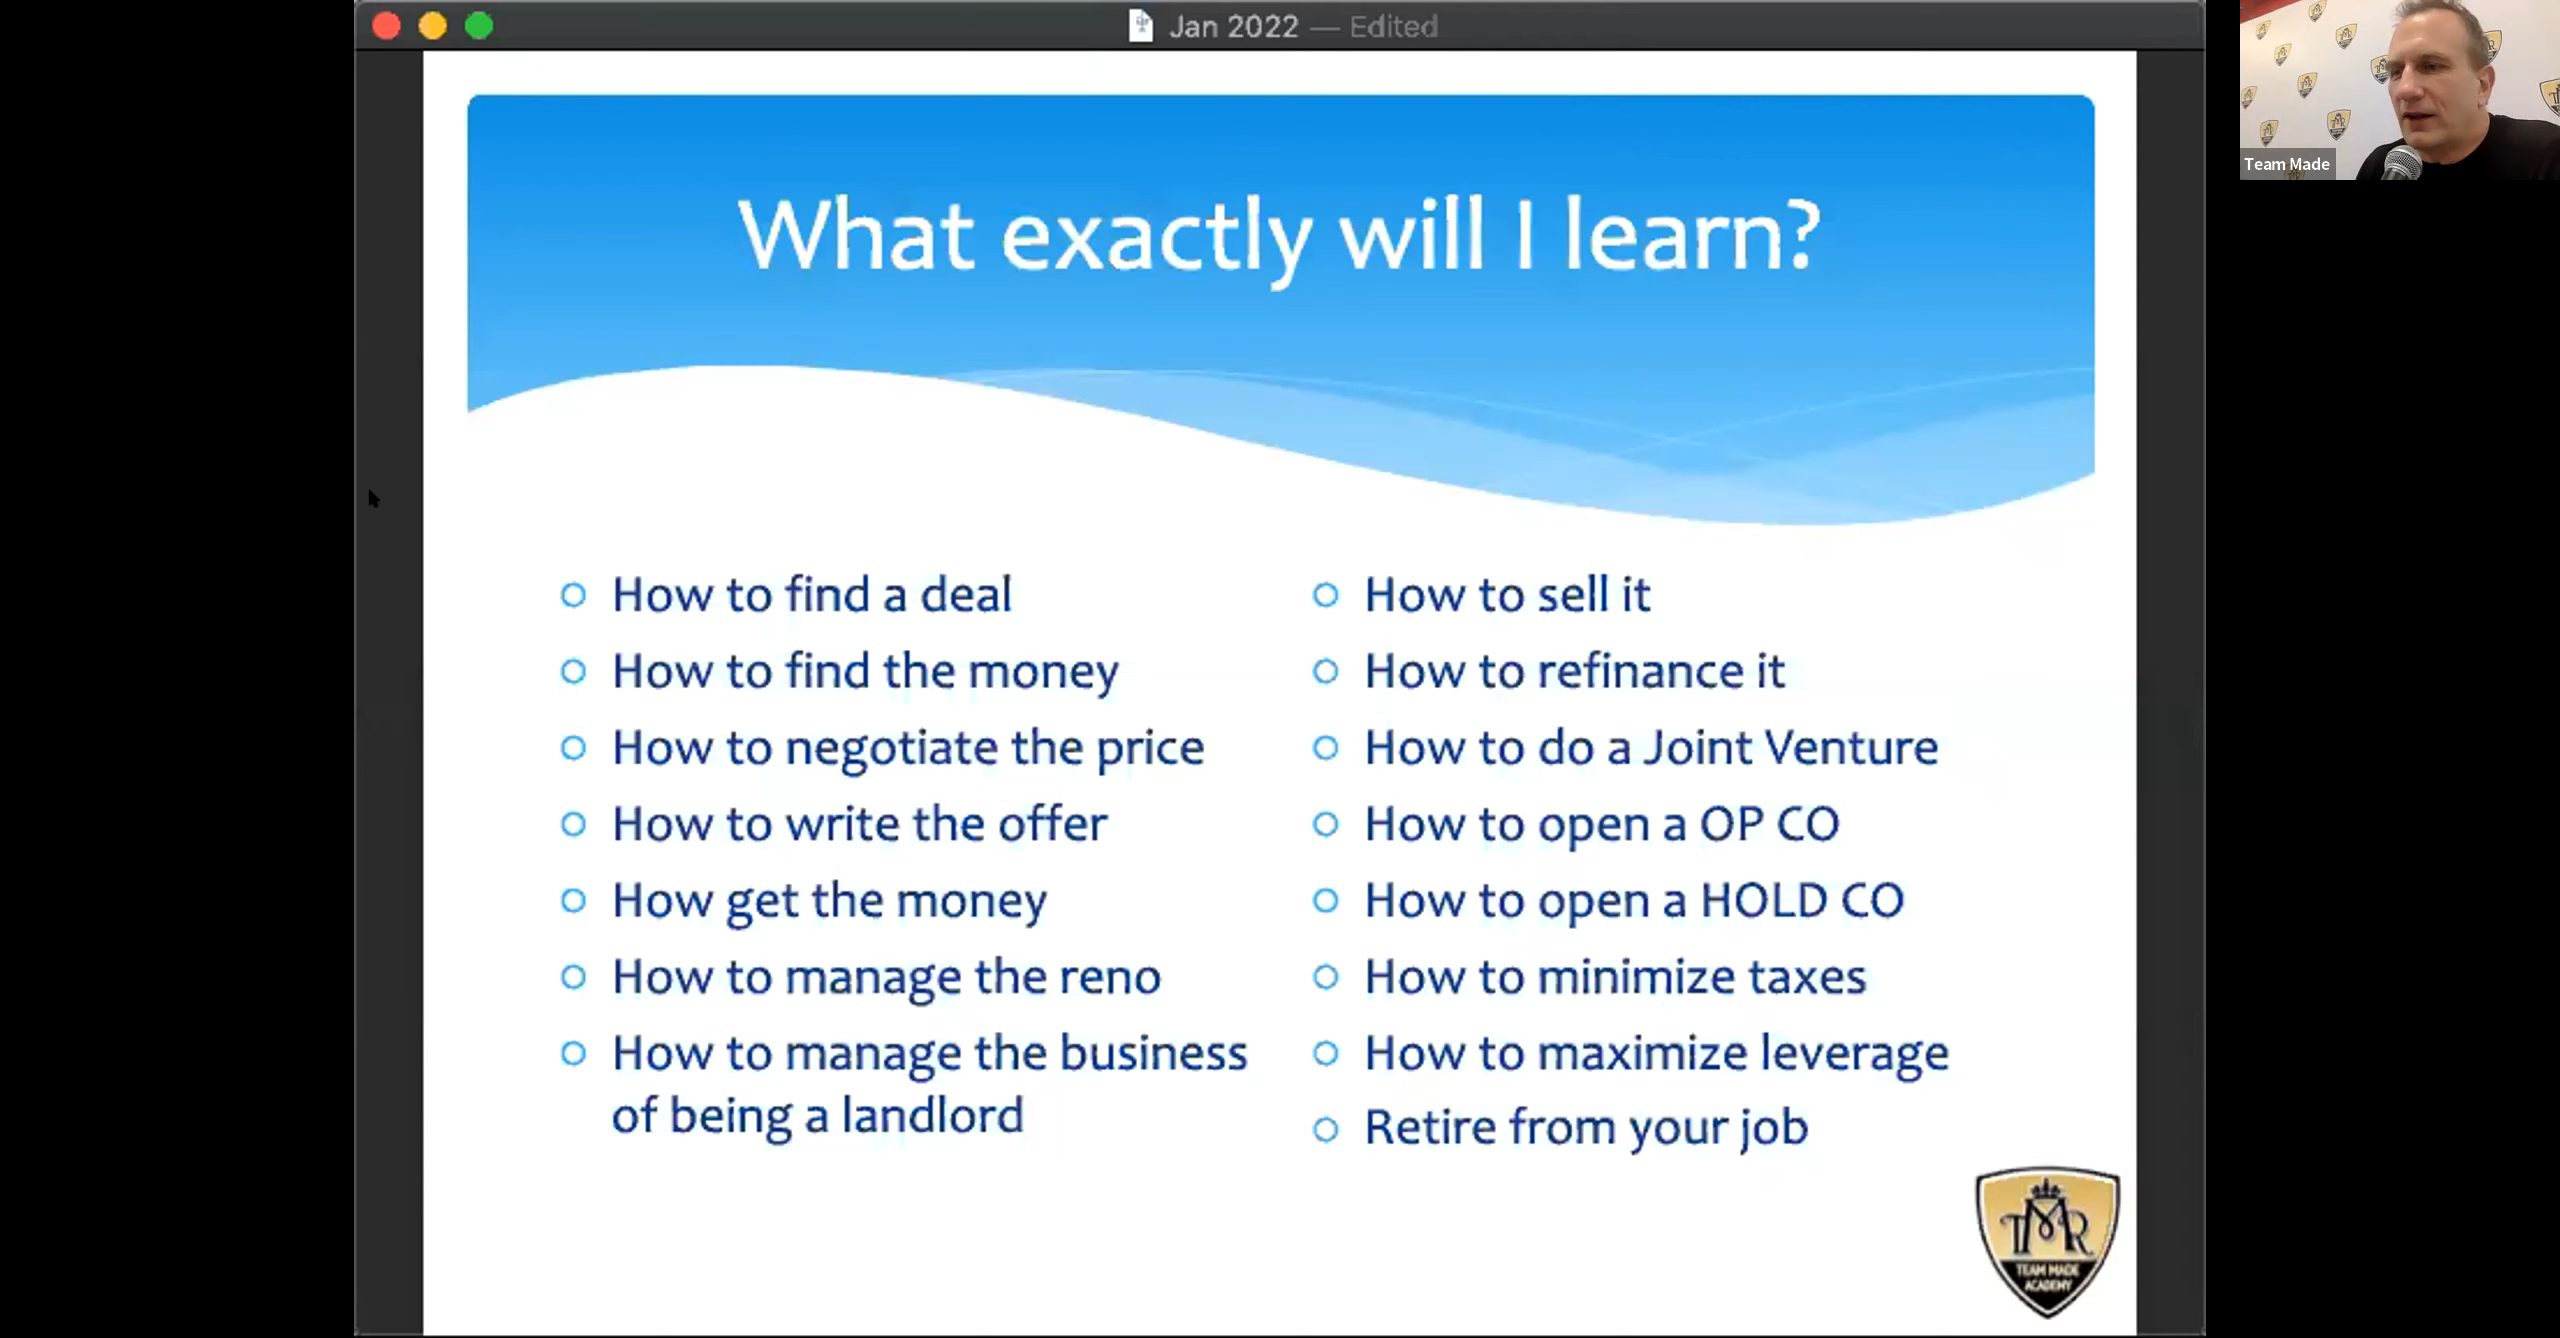 Jan 2022 — Edited
Team Made
What exactly will I learn?
How to find a deal
How to find the money
How to negotiate the price
How to write the offer
How get the money
How to manage the reno
How to manage the business
of being a landlord
How to sell it
How to refinance it
How to do a Joint Venture
How to open a OP CO
How to open a HOLD CO
How to minimize taxes
How to maximize leverage
Retire from your job
TMR
TEAM MADE
ACADEMY